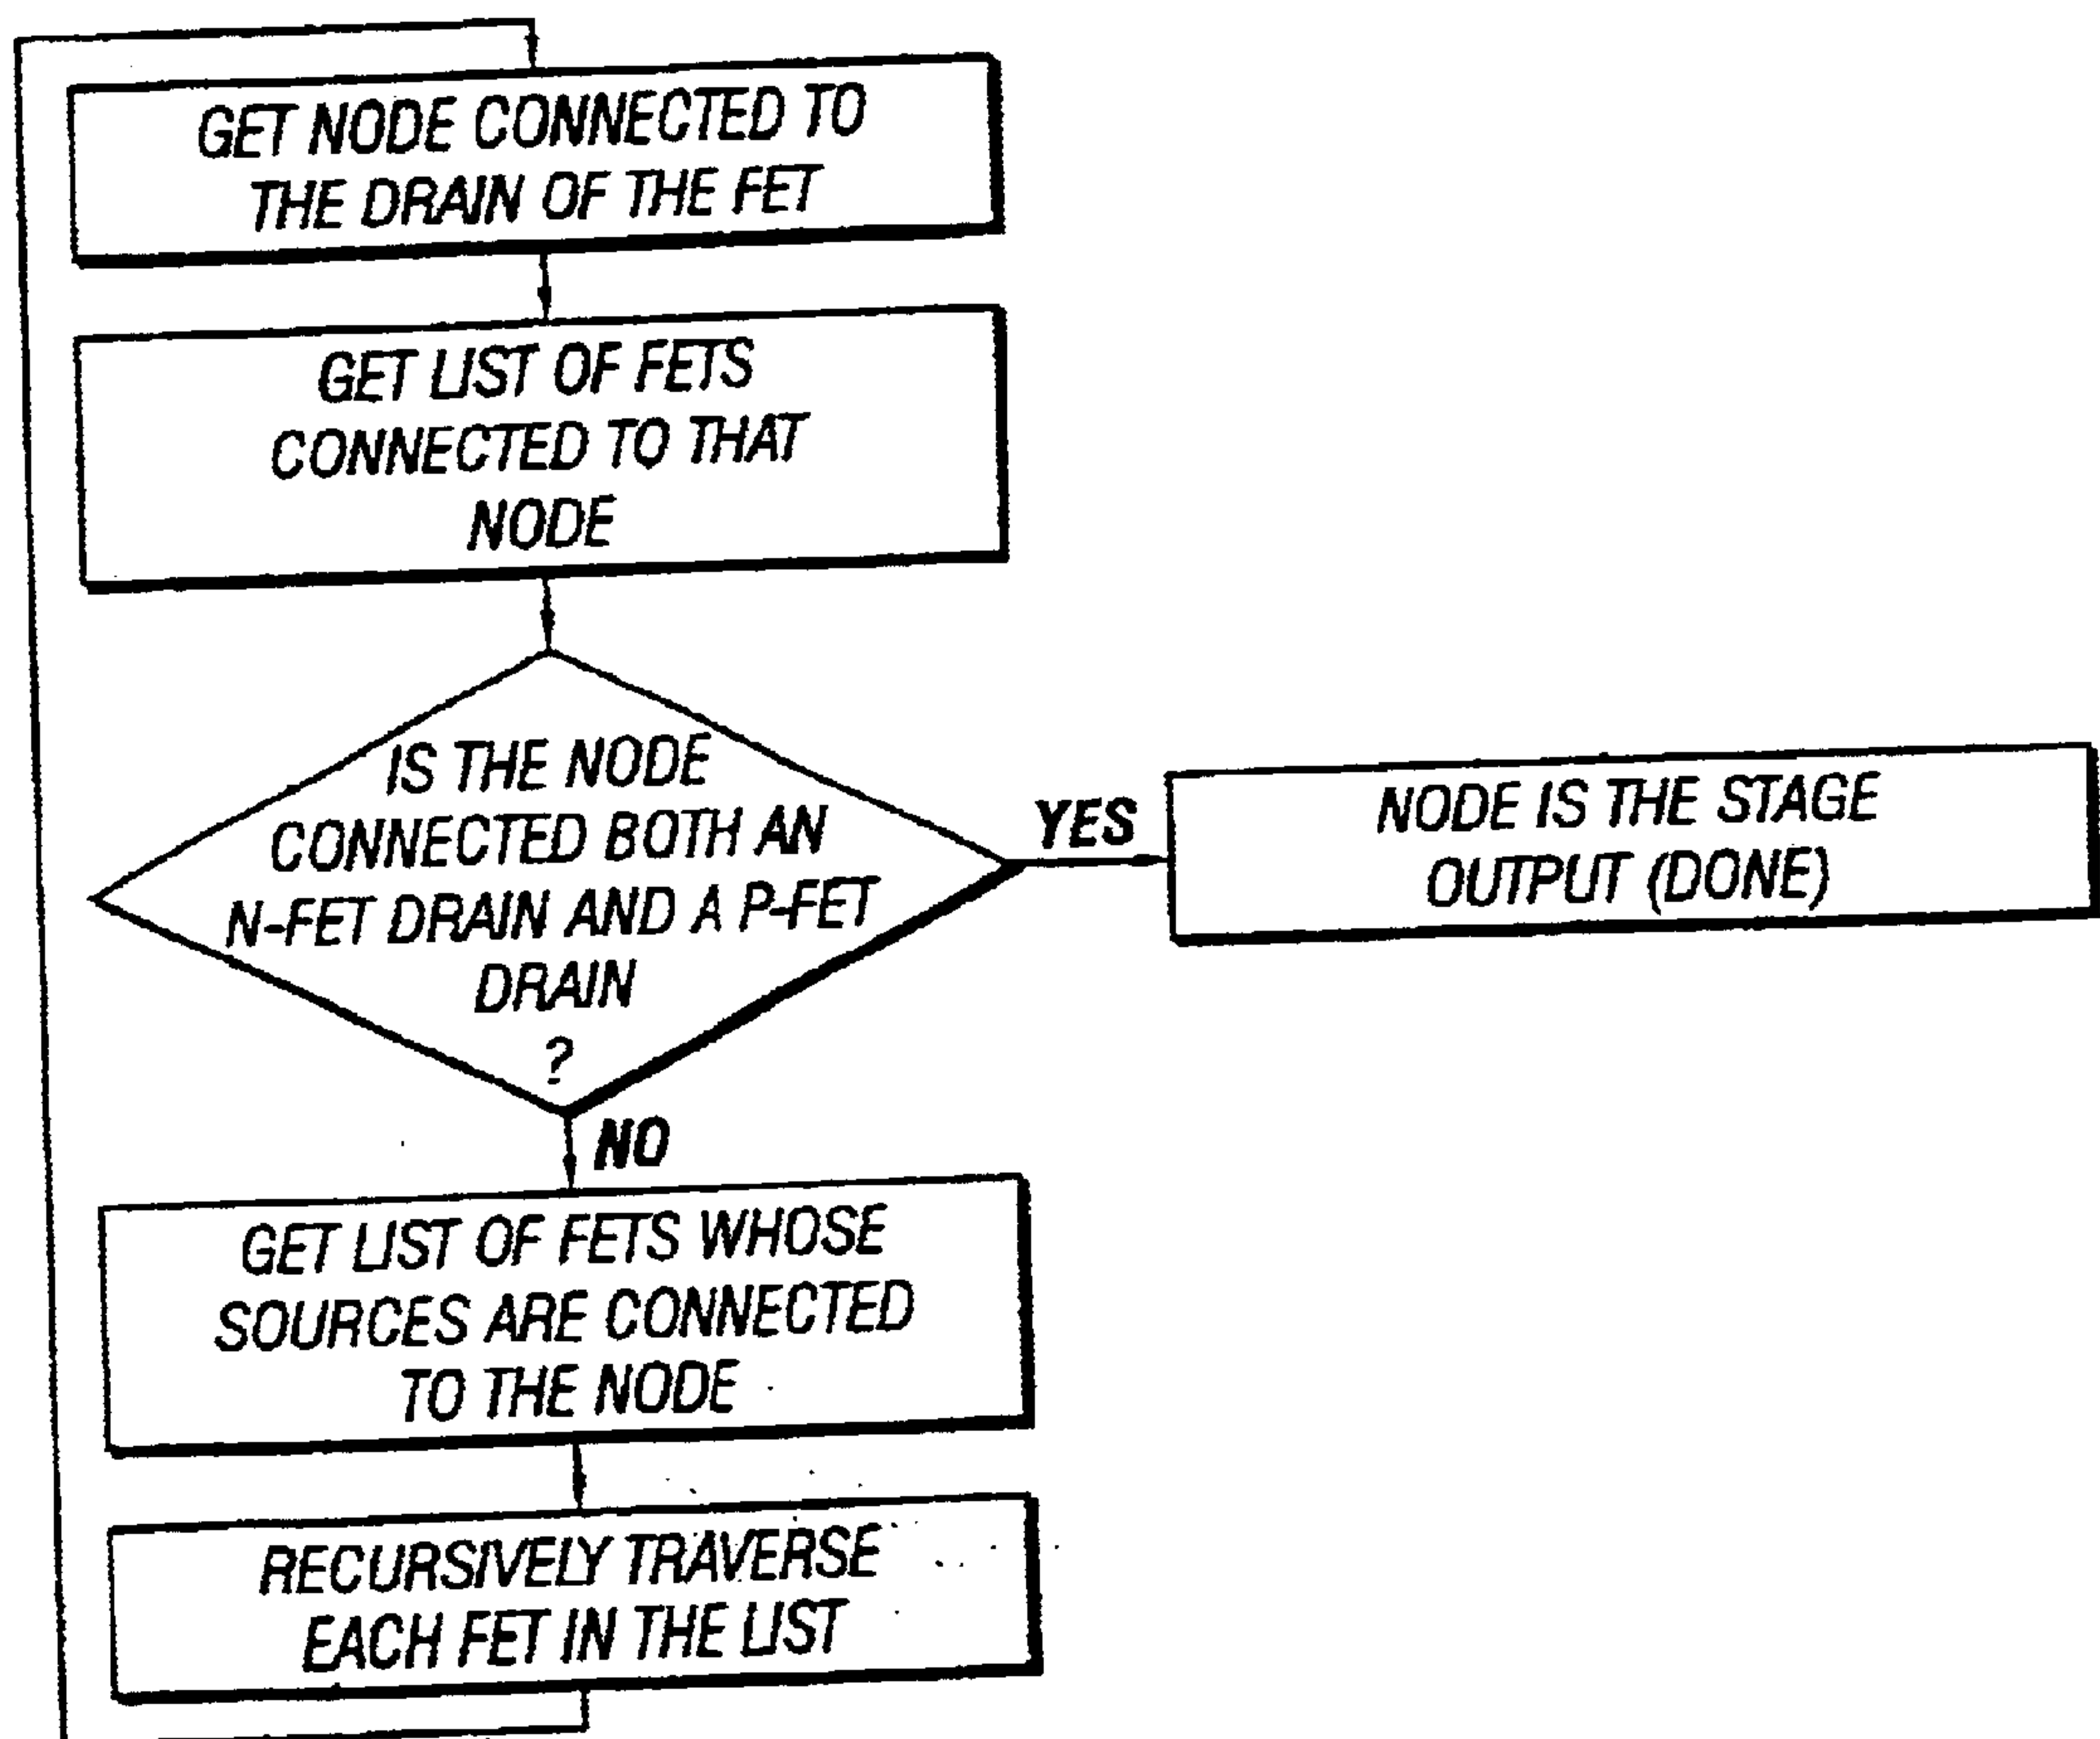 GET NODE CONNECTED TO
THE DRAIN OF THE FET
GET LIST OF FETS
CONNECTED TO THAT
NODE
IS THE NODE
CONNECTED BOTH AN
N-FET DRAIN AND A P-FET
DRAIN
?
YES
NODE IS THE STAGE
OUTPUT (DONE)
NO
GET LIST OF FETS WHOSE
SOURCES ARE CONNECTED
TO THE NODE
RECURSIVELY TRAVERSE
EACH FET IN THE LIST